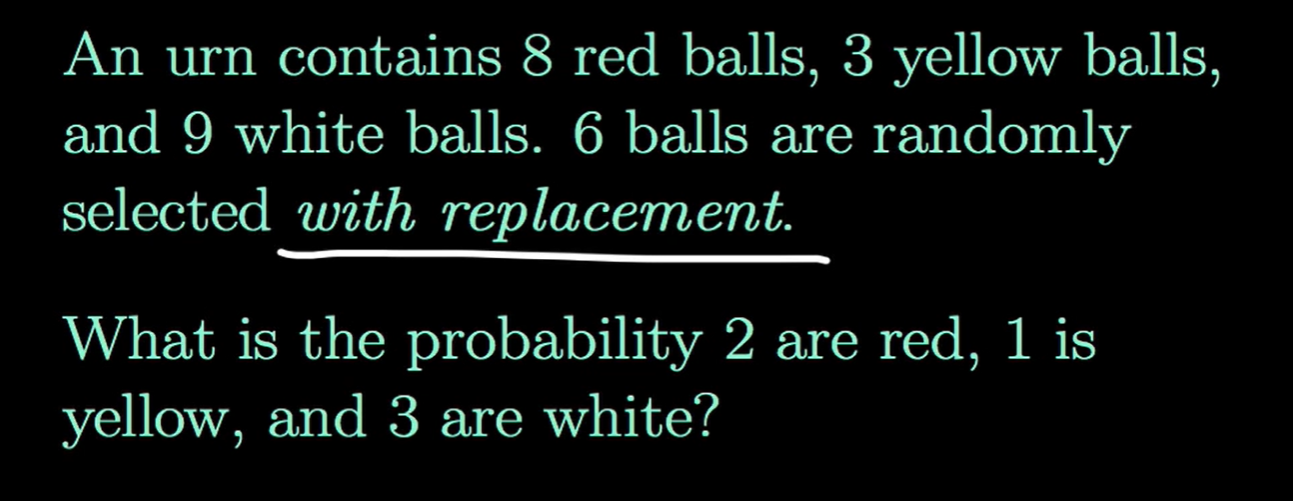 An urn contains 8 red balls, 3 yellow balls,
and 9 white balls. 6 balls are randomly
selected with replacement.
What is the probability 2 are red, 1 is
yellow, and 3 are white?